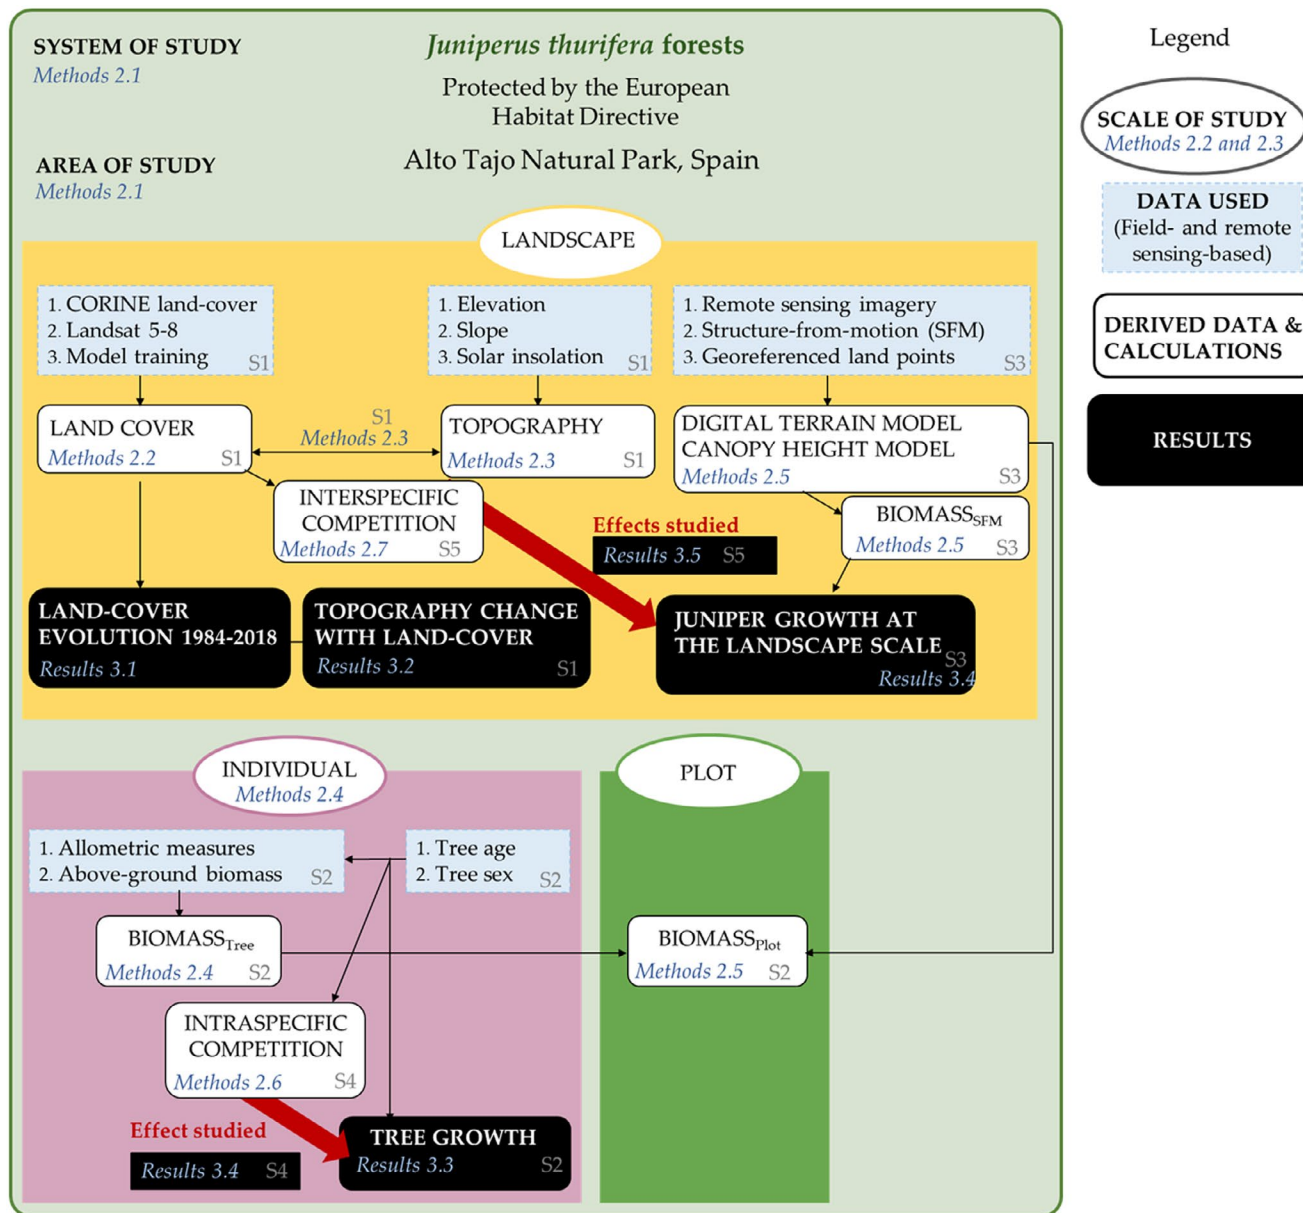 SYSTEM OF STUDY
Methods 2.1
Juniperus thurifera forests
Protected by the European
Habitat Directive
AREA OF STUDY
Methods 2.1
Alto Tajo Natural Park, Spain
Legend
SCALE OF STUDY
Methods 2.2 and 2.3
DATA USED
(Field- and remote
sensing-based)
DERIVED DATA &
CALCULATIONS
RESULTS
LANDSCAPE
1. CORINE land-cover
2. Landsat 5-8
3. Model training S1
1. Elevation
2. Slope
3. Solar insolation S1
1. Remote sensing imagery
2. Structure-from-motion (SFM)
3. Georeferenced land points S3
LAND COVER
Methods 2.2 S1
S1
Methods 2.3
TOPOGRAPHY
Methods 2.3 S1
DIGITAL TERRAIN MODEL
CANOPY HEIGHT MODEL
Methods 2.5 S3
INTERSPECIFIC
COMPETITION
Methods 2.7 S5
Effects studied
Results 3.5 S5
BIOMASSSFM
Methods 2.5 S3
LAND-COVER
EVOLUTION 1984-2018
Results 3.1
TOPOGRAPHY CHANGE
WITH LAND-COVER
Results 3.2 S1
JUNIPER GROWTH AT
THE LANDSCAPE SCALE
S3
Results 3.4
INDIVIDUAL
Methods 2.4
1. Allometric measures
2. Above-ground biomass S2
1. Tree age
2. Tree sex S2
BIOMASSTree
Methods 2.4 S2
INTRASPECIFIC
COMPETITION
Methods 2.6 S4
Effect studied
Results 3.4 S4
TREE GROWTH
Results 3.3 S2
PLOT
BIOMASSPlot
Methods 2.5 S2